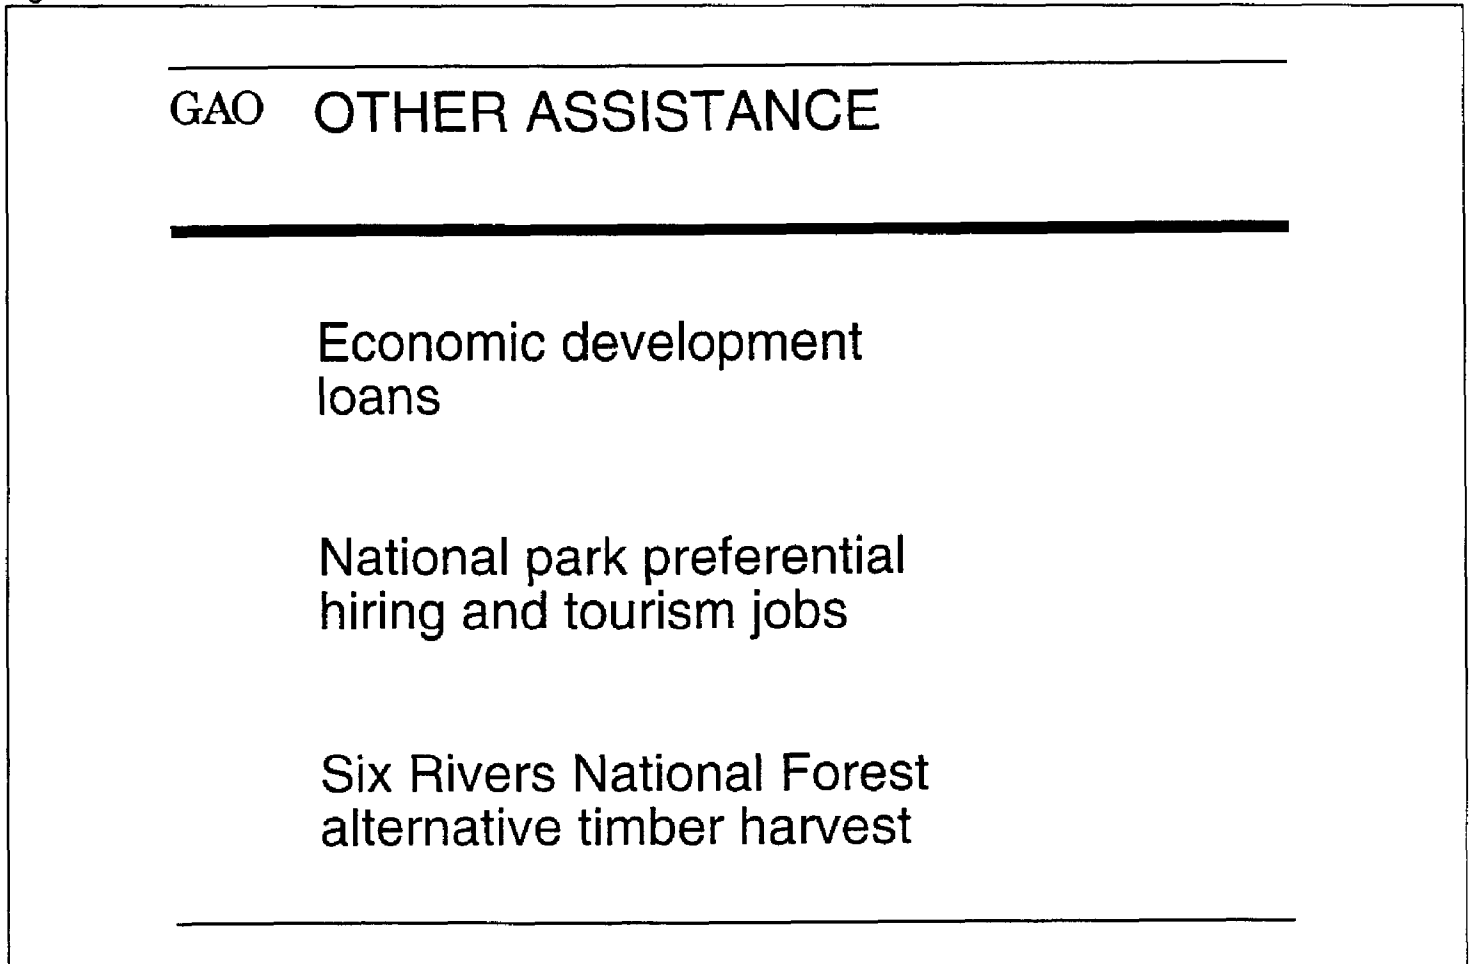 GAO OTHER ASSISTANCE
Economic development
loans
National park preferential
hiring and tourism jobs
Six Rivers National Forest
alternative timber harvest